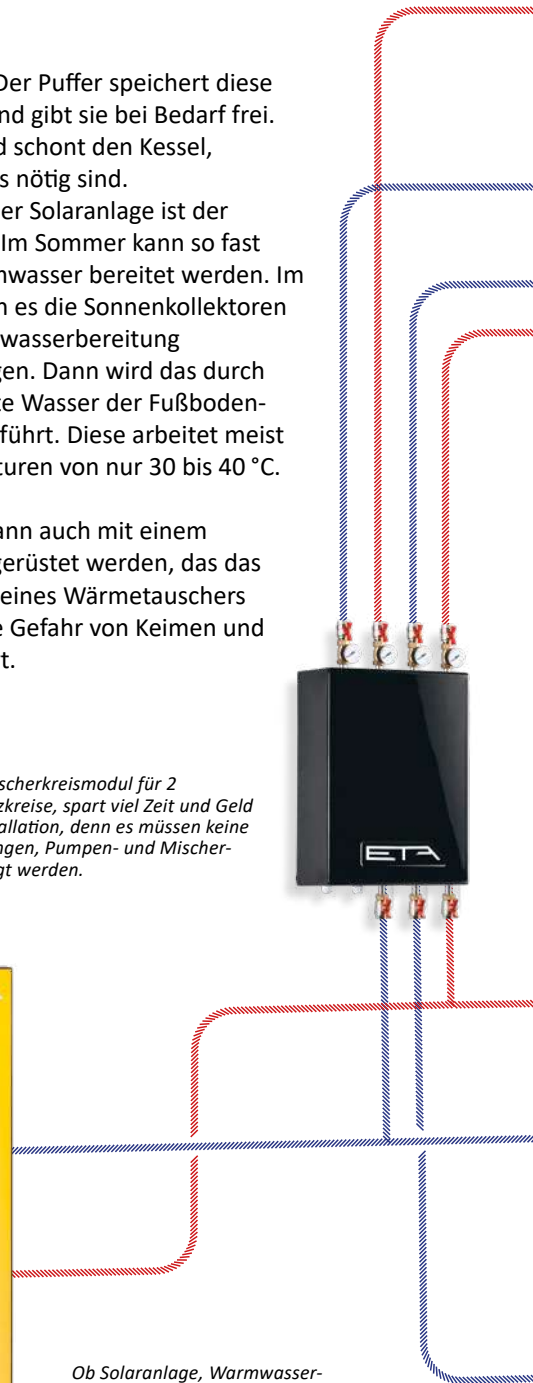 Der Puffer speichert diese
nd gibt sie bei Bedarf frei.
d schont den Kessel,
s nötig sind.
er Solaranlage ist der
Im Sommer kann so fast
nwasser bereitet werden. Im
n es die Sonnenkollektoren
wasserbereitung
gen. Dann wird das durch
te Wasser der Fußboden-
führt. Diese arbeitet meist
turen von nur 30 bis 40 °C.
ann auch mit einem
gerüstet werden, das das
eines Wärmetauschers
e Gefahr von Keimen und
t.
scherkreismodul für 2
zkreise, spart viel Zeit und Geld
allation, denn es müssen keine
ngen, Pumpen- und Mischer-
gt werden.
ETA
Ob Solaranlage, Warmwasser-